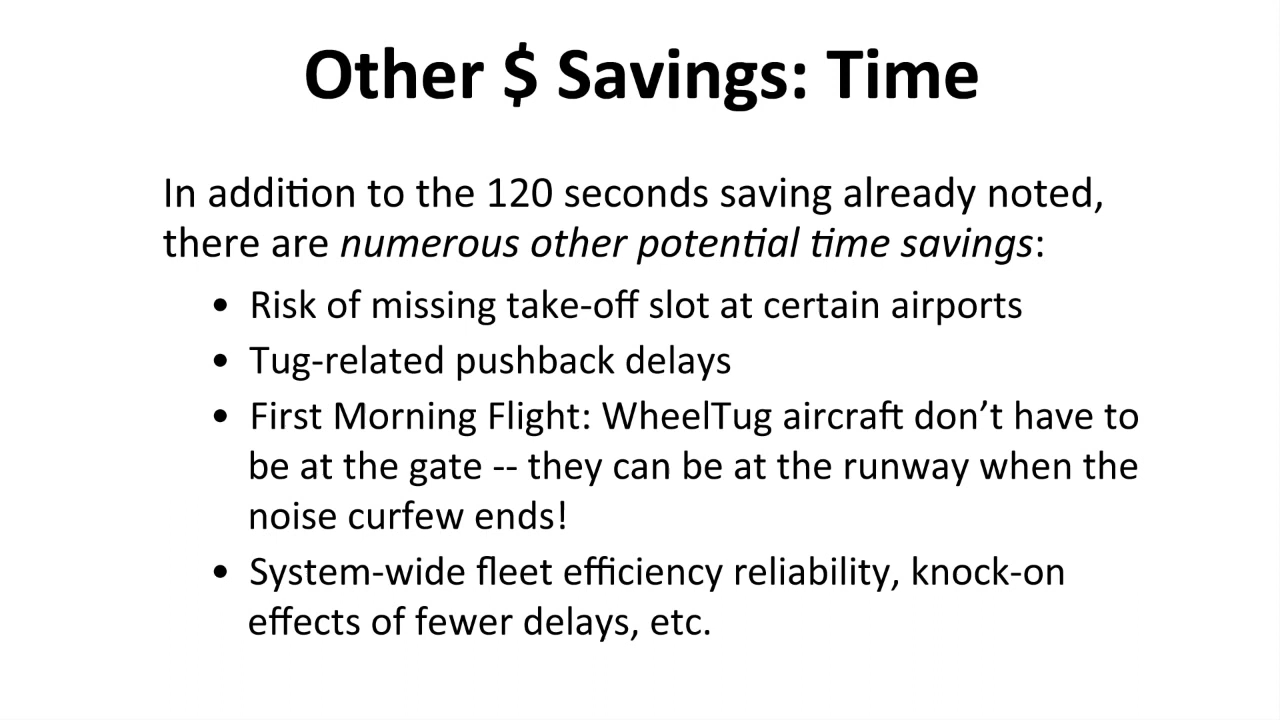 Other $ Savings: Time
In addition to the 120 seconds saving already noted,
there are numerous other potential time savings:
• Risk of missing take-off slot at certain airports
• Tug-related pushback delays
• First Morning Flight: WheelTug aircraft don’t have to
be at the gate -- they can be at the runway when the
noise curfew ends!
• System-wide fleet efficiency reliability, knock-on
effects of fewer delays, etc.